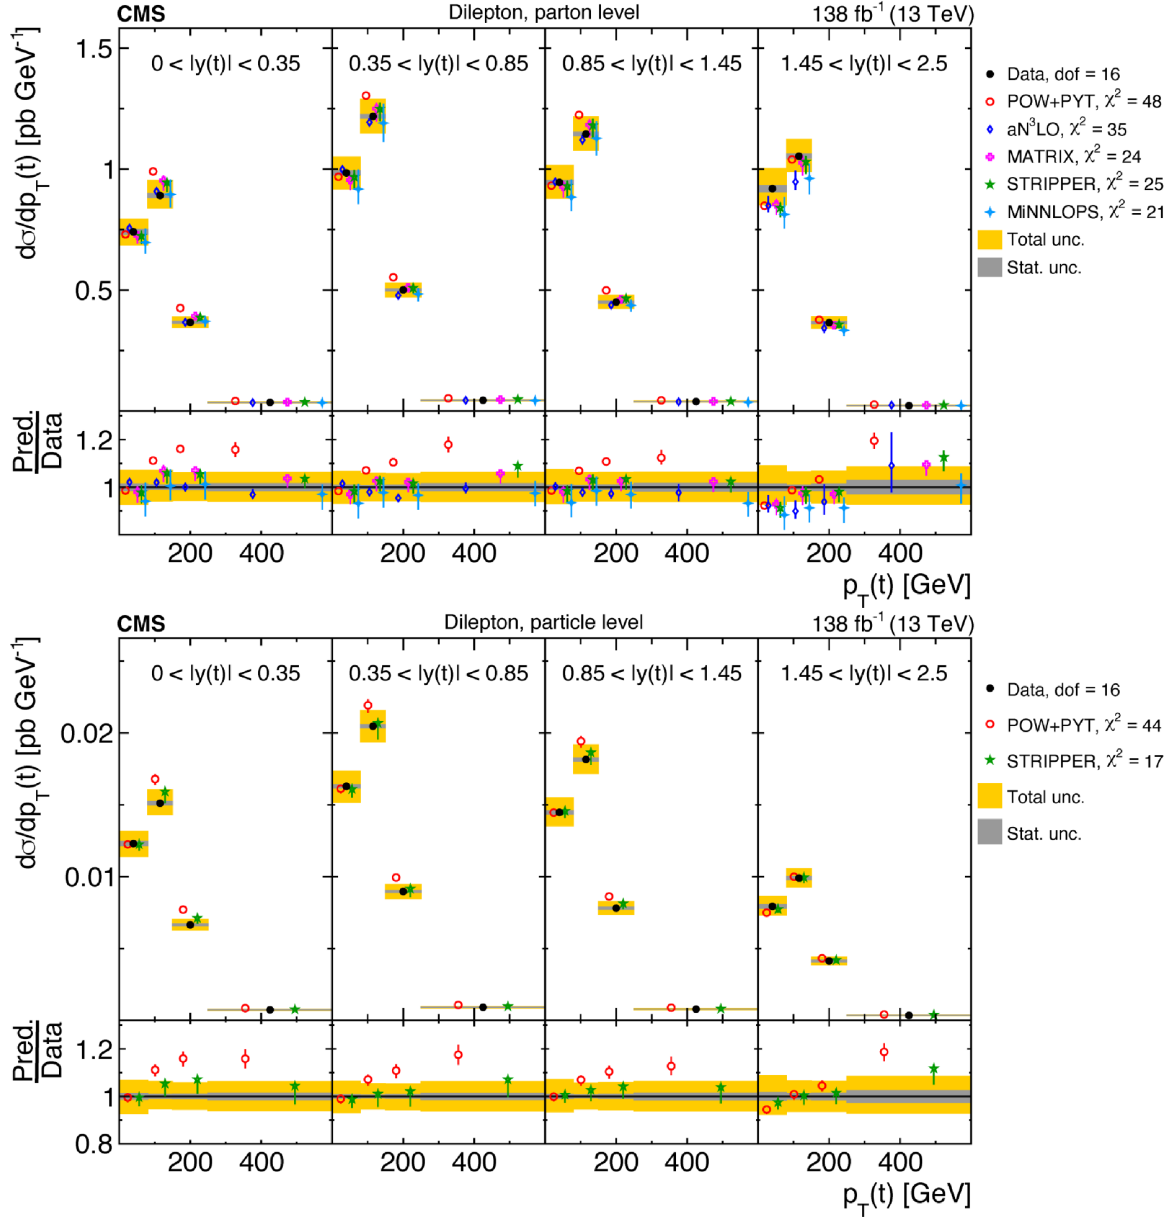 CMS Dilepton, parton level 138 fb⁻¹ (13 TeV)
dσ/dp_T(t) [pb GeV⁻¹]
1.5
1
0.5
0 < |y(t)| < 0.35
0.35 < |y(t)| < 0.85
0.85 < |y(t)| < 1.45
1.45 < |y(t)| < 2.5
Data, dof = 16
POW+PYT, χ² = 48
aN³LO, χ² = 35
MATRIX, χ² = 24
STRIPPER, χ² = 25
MiNNLOPS, χ² = 21
Total unc.
Stat. unc.
Pred.
Data
1.2
1
200 400 200 400 200 400 200 400
p_T(t) [GeV]
CMS Dilepton, particle level 138 fb⁻¹ (13 TeV)
dσ/dp_T(t) [pb GeV⁻¹]
0.02
0.01
0 < |y(t)| < 0.35
0.35 < |y(t)| < 0.85
0.85 < |y(t)| < 1.45
1.45 < |y(t)| < 2.5
Data, dof = 16
POW+PYT, χ² = 44
STRIPPER, χ² = 17
Total unc.
Stat. unc.
Pred.
Data
1.2
1
0.8
200 400 200 400 200 400 200 400
p_T(t) [GeV]